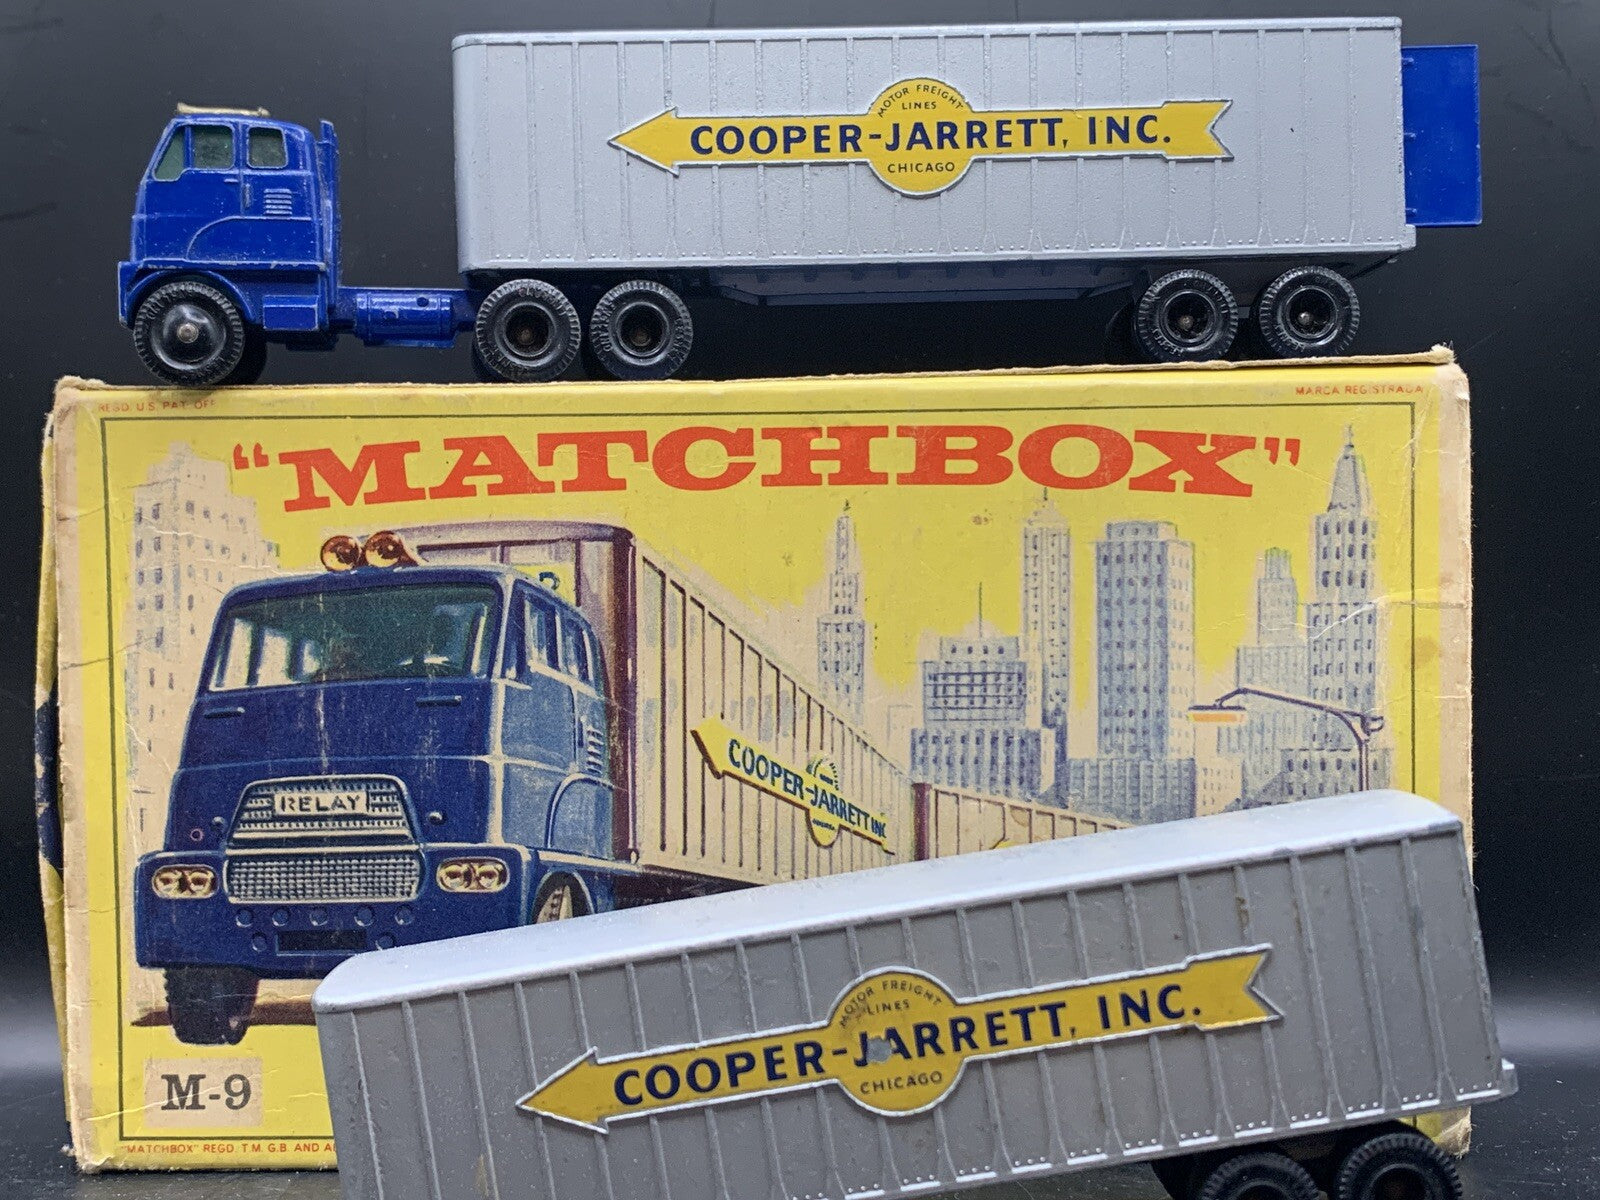 MOTOR FREIGHT
LINES
COOPER-JARRETT, INC.
CHICAGO
REGD. U.S. PAT. OFF.
MARCA REGISTRADA
"MATCHBOX"
COOPER-JARRETT INC
RELAY
MOTOR FREIGHT
LINES
COOPER-JARRETT, INC.
CHICAGO
M-9
"MATCHBOX" REGD. T.M. G.B. AND